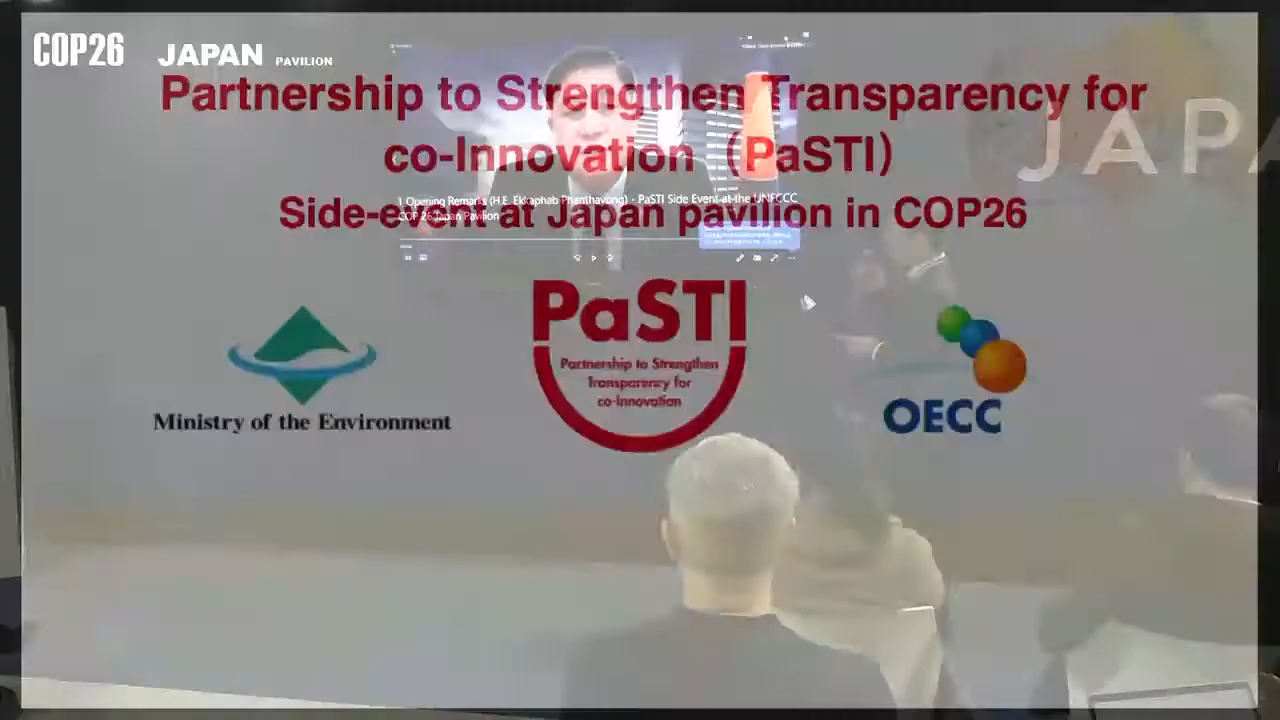 COP26 JAPAN PAVILION
Partnership to Strengthen Transparency for
co-Innovation (PaSTI)
Side-event at Japan pavilion in COP26
JAPA
1 Opening Remarks (H.E. Ekkaphab Phanthavong) - PaSTI Side Event at the UNFCCC
COP 26 Japan Pavilion
PaSTI
Partnership to Strengthen
Transparency for
co-Innovation
Ministry of the Environment
OECC